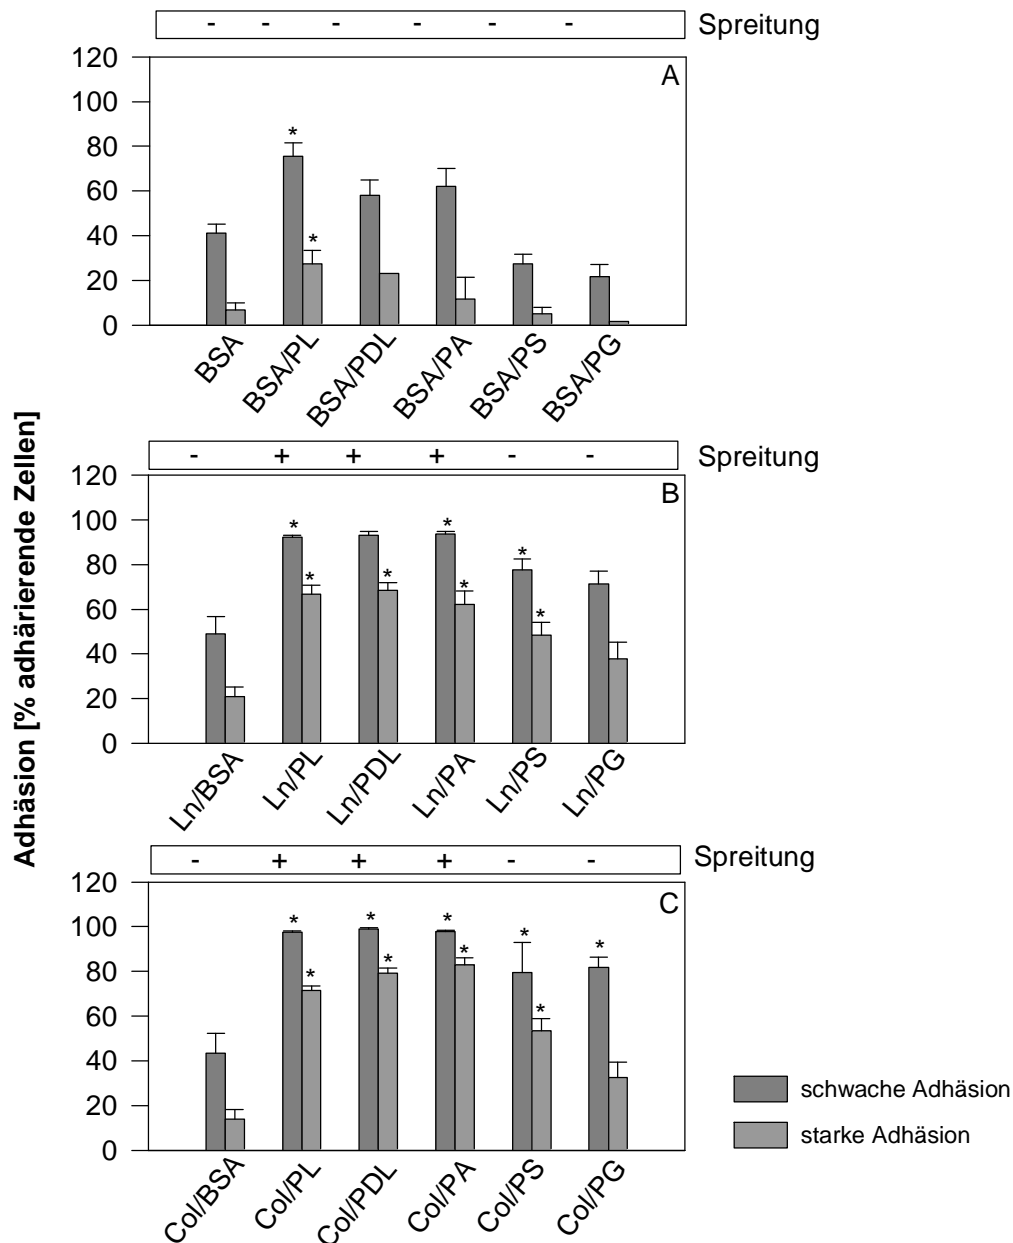 - - - - - - Spreitung
120 A
100
80
* 
60
40
*
20
0
BSA BSA/PL BSA/PDL BSA/PA BSA/PS BSA/PG
Adhäsion [% adhärierende Zellen]
- + + + - - Spreitung
120 B
100
* *
80
*
* * *
60
*
40
20
0
Ln/BSA Ln/PL Ln/PDL Ln/PA Ln/PS Ln/PG
- + + + - - Spreitung
120 C
100
* * * * *
80
* * *
60
*
40
20
0
Col/BSA Col/PL Col/PDL Col/PA Col/PS Col/PG
schwache Adhäsion
starke Adhäsion